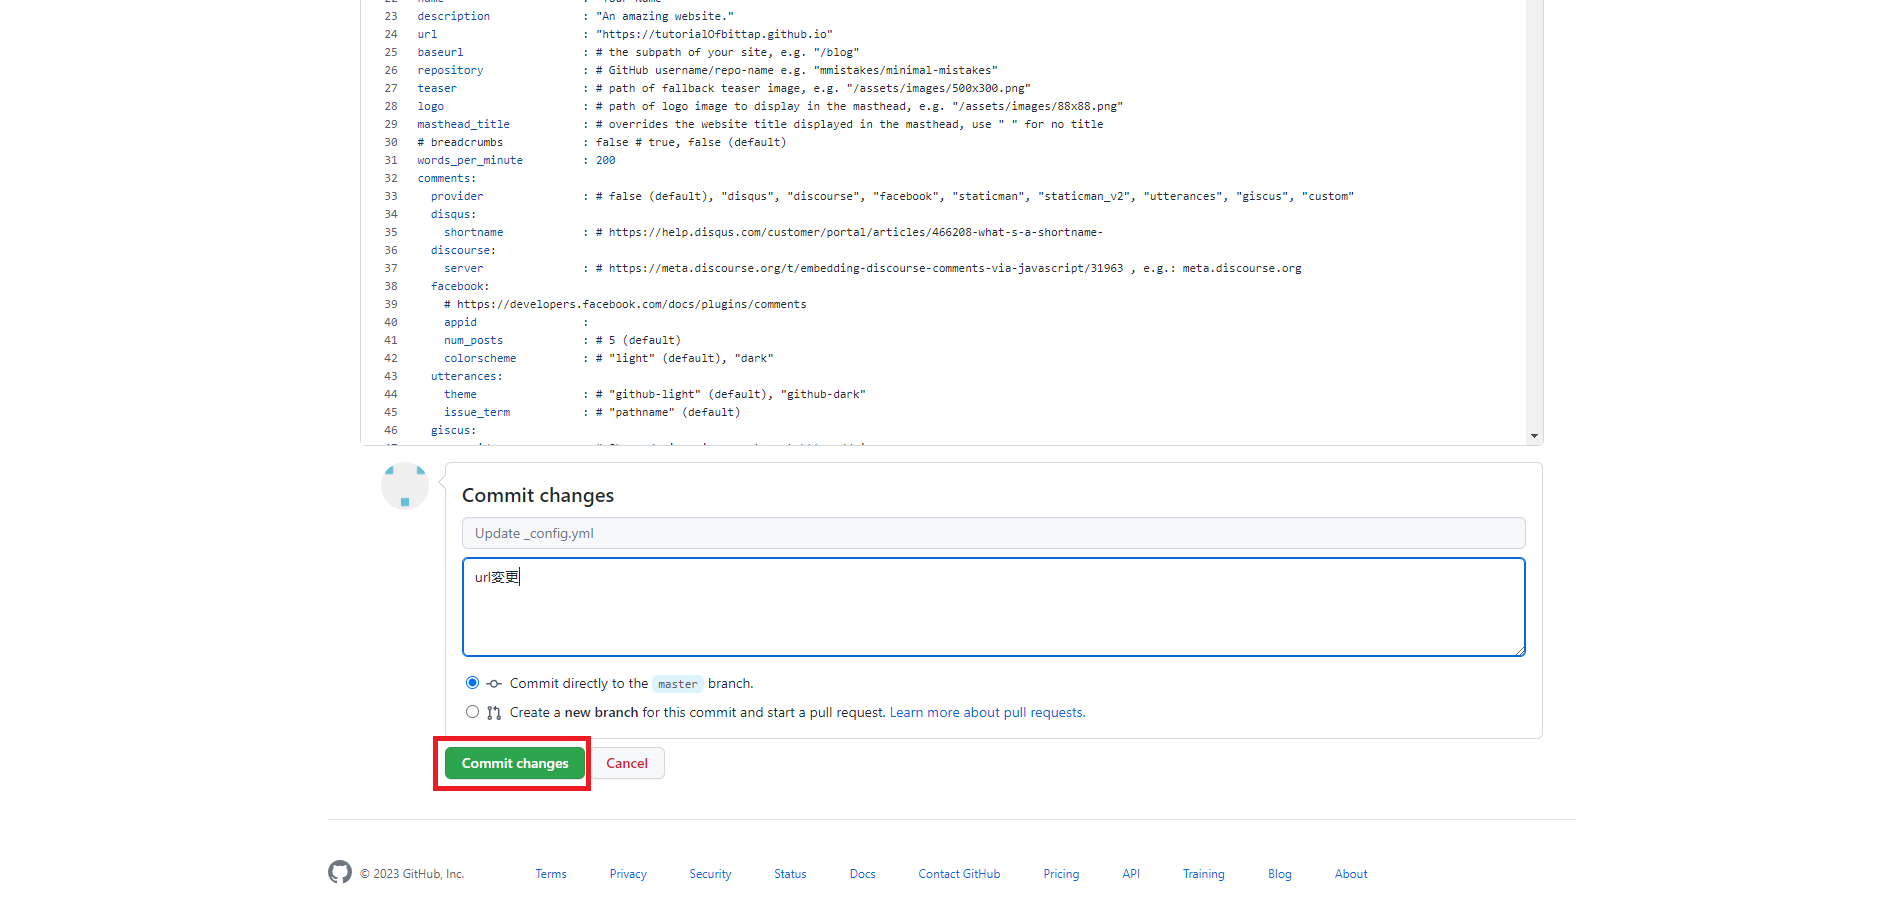 23 description : "An amazing website."
24 url : "https://tutorialOfbittap.github.io"
25 baseurl : # the subpath of your site, e.g. "/blog"
26 repository : # GitHub username/repo-name e.g. "mmistakes/minimal-mistakes"
27 teaser : # path of fallback teaser image, e.g. "/assets/images/500x300.png"
28 logo : # path of logo image to display in the masthead, e.g. "/assets/images/88x88.png"
29 masthead_title : # overrides the website title displayed in the masthead, use " " for no title
30 # breadcrumbs : false # true, false (default)
31 words_per_minute : 200
32 comments:
33 provider : # false (default), "disqus", "discourse", "facebook", "staticman", "staticman_v2", "utterances", "giscus", "custom"
34 disqus:
35 shortname : # https://help.disqus.com/customer/portal/articles/466208-what-s-a-shortname-
36 discourse:
37 server : # https://meta.discourse.org/t/embedding-discourse-comments-via-javascript/31963 , e.g.: meta.discourse.org
38 facebook:
39 # https://developers.facebook.com/docs/plugins/comments
40 appid :
41 num_posts : # 5 (default)
42 colorscheme : # "light" (default), "dark"
43 utterances:
44 theme : # "github-light" (default), "github-dark"
45 issue_term : # "pathname" (default)
46 giscus:
Commit changes
Update _config.yml
url変更
Commit directly to the master branch.
Create a new branch for this commit and start a pull request. Learn more about pull requests.
Commit changes Cancel
© 2023 GitHub, Inc. Terms Privacy Security Status Docs Contact GitHub Pricing API Training Blog About